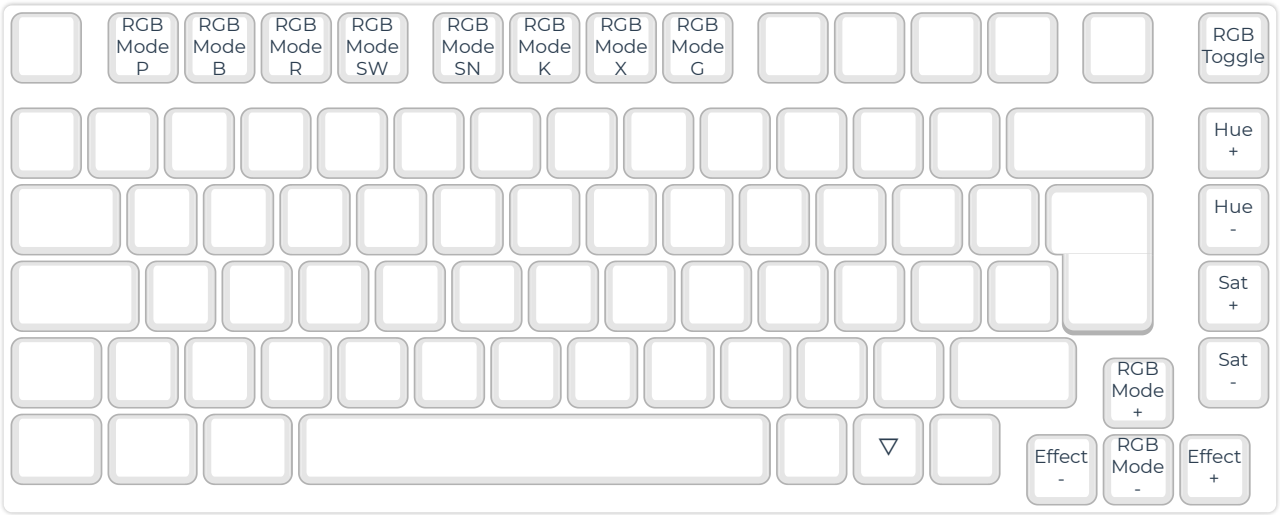 RGB
Mode
P
RGB
Mode
B
RGB
Mode
R
RGB
Mode
SW
RGB
Mode
SN
RGB
Mode
K
RGB
Mode
X
RGB
Mode
G
RGB
Toggle
Hue
+
Hue
-
Sat
+
Sat
-
RGB
Mode
+
Effect
-
RGB
Mode
-
Effect
+